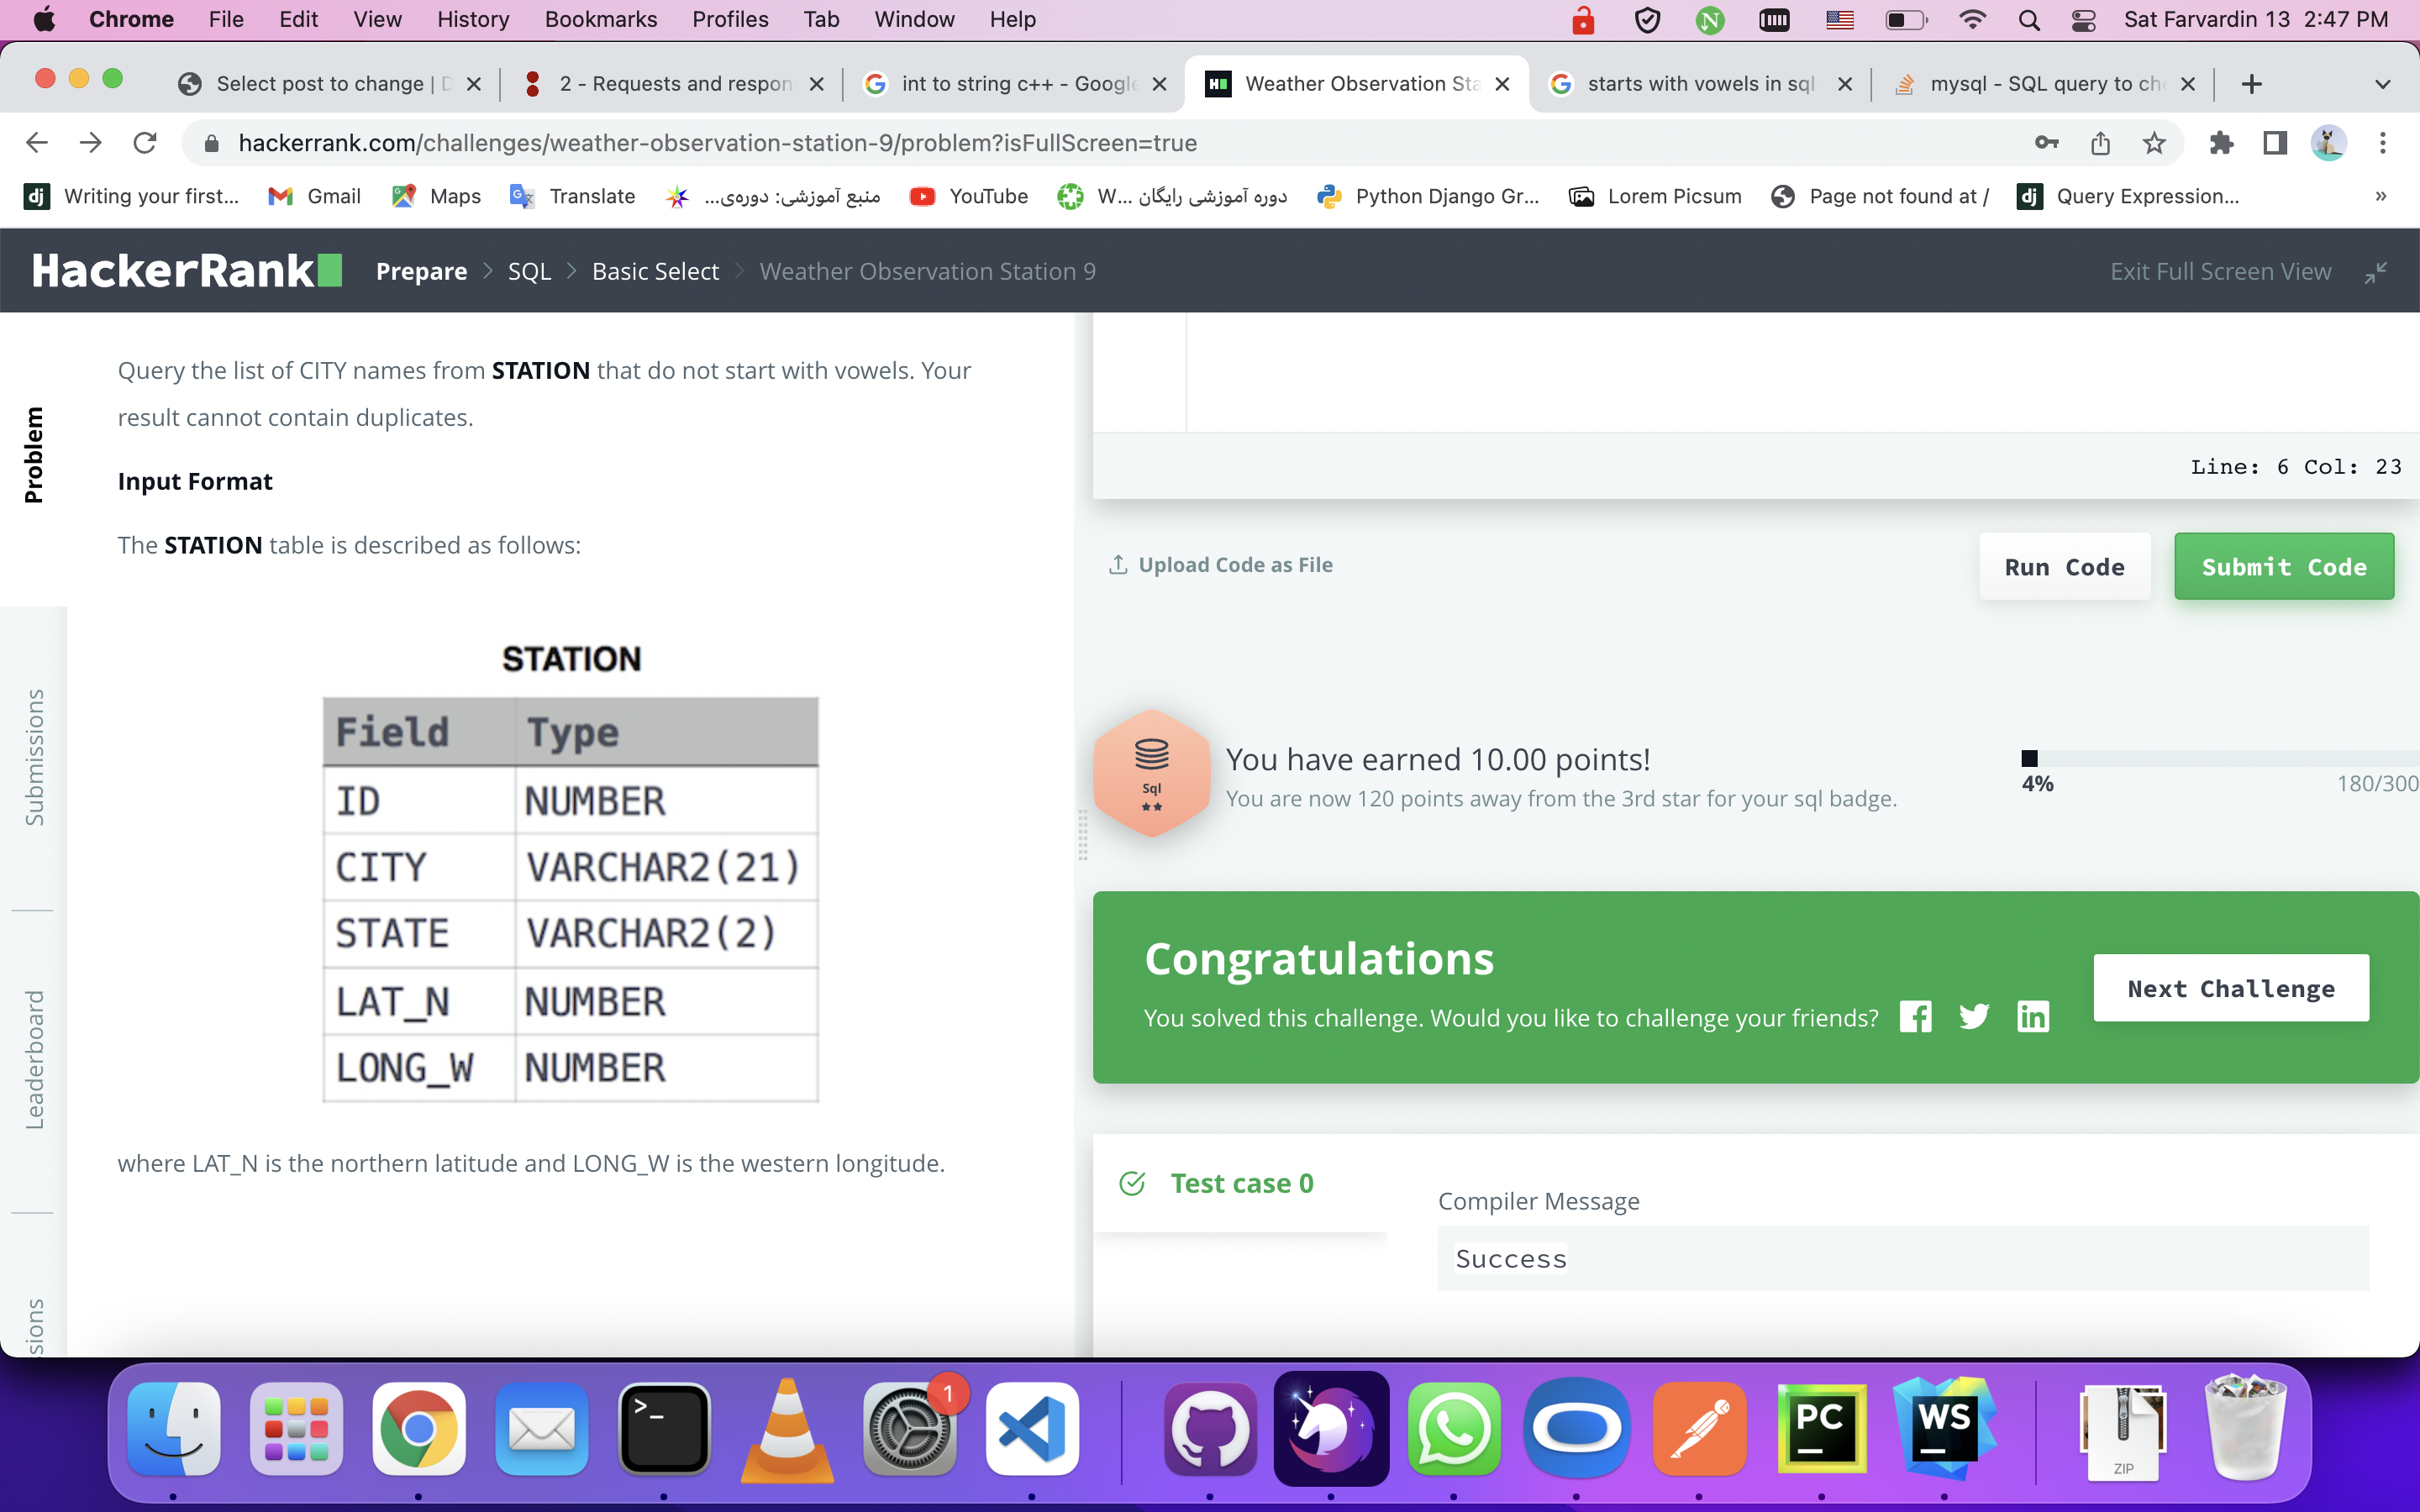 Chrome File Edit View History Bookmarks Profiles Tab Window Help Sat Farvardin 13 2:47 PM
Select post to change | D 2 - Requests and respon int to string c++ - Google Weather Observation Sta starts with vowels in sql mysql - SQL query to che
hackerrank.com/challenges/weather-observation-station-9/problem?isFullScreen=true
dj Writing your first... Gmail Maps Translate منبع آموزشی: دوره‌ی... YouTube دوره آموزشی رایگان W... Python Django Gr... Lorem Picsum Page not found at / dj Query Expression... »
HackerRank Prepare SQL Basic Select Weather Observation Station 9 Exit Full Screen View
Problem
Submissions
Leaderboard
sions
Query the list of CITY names from STATION that do not start with vowels. Your
result cannot contain duplicates.
Input Format
The STATION table is described as follows:
STATION
Field Type
ID NUMBER
CITY VARCHAR2(21)
STATE VARCHAR2(2)
LAT_N NUMBER
LONG_W NUMBER
where LAT_N is the northern latitude and LONG_W is the western longitude.
Line: 6 Col: 23
Upload Code as File Run Code Submit Code
Sql
You have earned 10.00 points!
You are now 120 points away from the 3rd star for your sql badge.
4% 180/300
Congratulations
You solved this challenge. Would you like to challenge your friends?
Next Challenge
Test case 0
Compiler Message
Success
1
PC
WS
ZIP